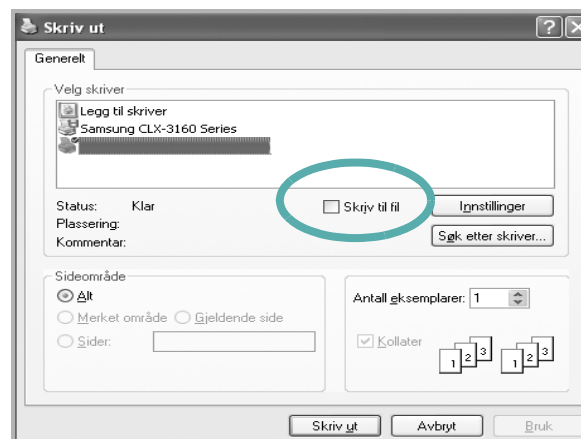 Skriv ut
Generelt
Velg skriver
Legg til skriver
Samsung CLX-3160 Series
Status: Klar
Skriv til fil
Innstillinger
Plassering:
Kommentar:
Søk etter skriver...
Sideområde
Alt
Antall eksemplarer: 1
Merket område
Gjeldende side
Sider:
Kollater
1 2 3 1 2 3
Skriv ut
Avbryt
Bruk